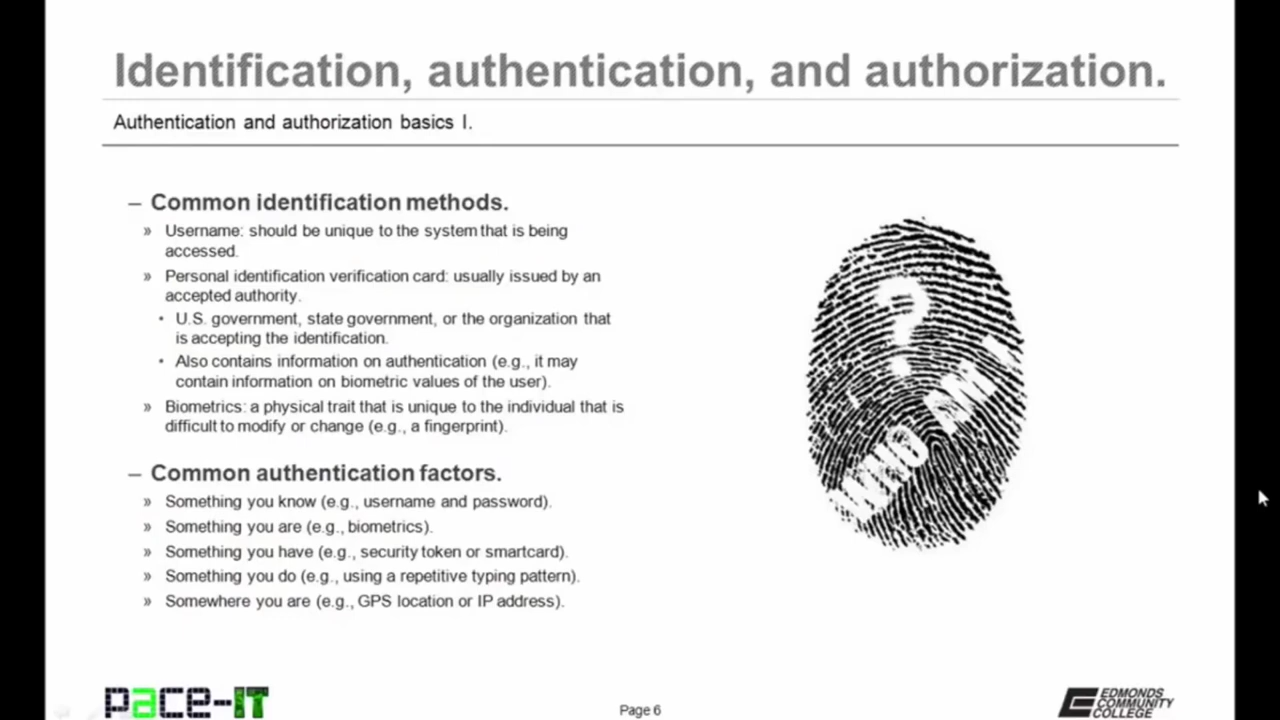 Identification, authentication, and authorization.
Authentication and authorization basics I.
– Common identification methods.
» Username: should be unique to the system that is being
accessed.
» Personal identification verification card: usually issued by an
accepted authority.
• U.S. government, state government, or the organization that
is accepting the identification.
• Also contains information on authentication (e.g., it may
contain information on biometric values of the user).
» Biometrics: a physical trait that is unique to the individual that is
difficult to modify or change (e.g., a fingerprint).
– Common authentication factors.
» Something you know (e.g., username and password).
» Something you are (e.g., biometrics).
» Something you have (e.g., security token or smartcard).
» Something you do (e.g., using a repetitive typing pattern).
» Somewhere you are (e.g., GPS location or IP address).
?
WHO AM I
pace-IT
Page 6
EDMONDS
COMMUNITY
COLLEGE